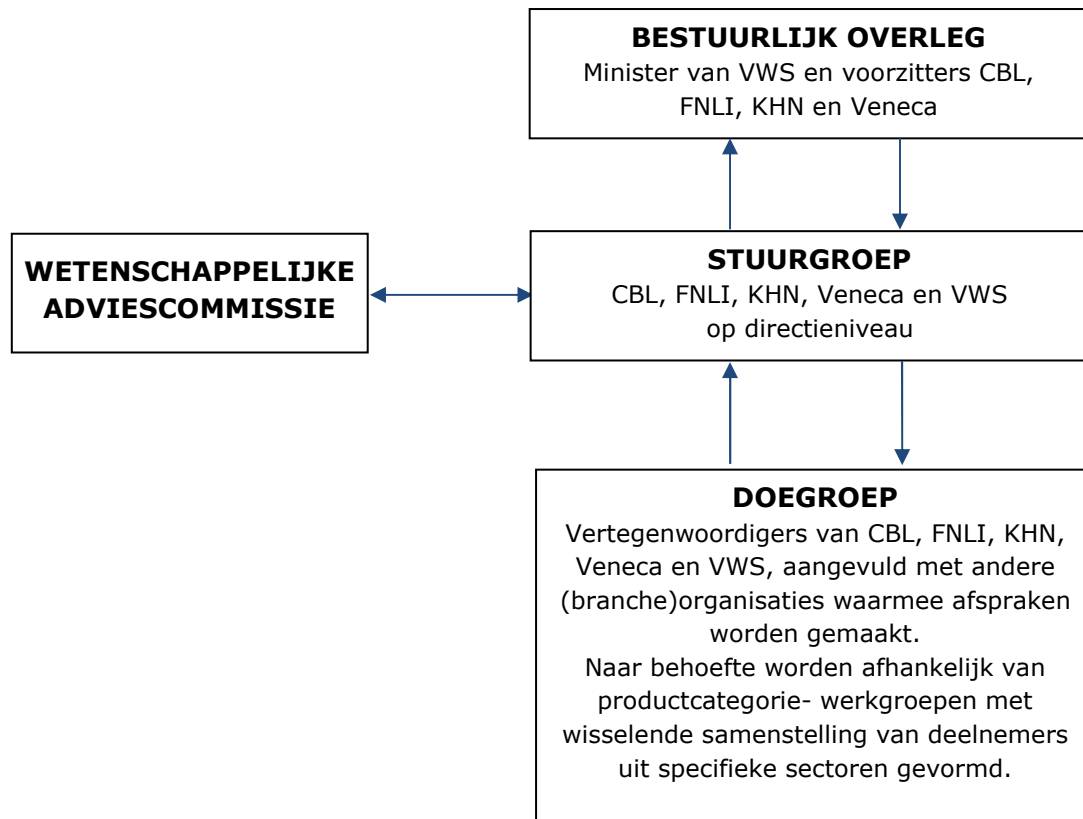 BESTUURLIJK OVERLEG
Minister van VWS en voorzitters CBL,
FNLI, KHN en Veneca
WETENSCHAPPELIJKE
ADVIESCOMMISSIE
STUURGROEP
CBL, FNLI, KHN, Veneca en VWS
op directieniveau
DOEGROEP
Vertegenwoordigers van CBL, FNLI, KHN,
Veneca en VWS, aangevuld met andere
(branche)organisaties waarmee afspraken
worden gemaakt.
Naar behoefte worden afhankelijk van
productcategorie- werkgroepen met
wisselende samenstelling van deelnemers
uit specifieke sectoren gevormd.